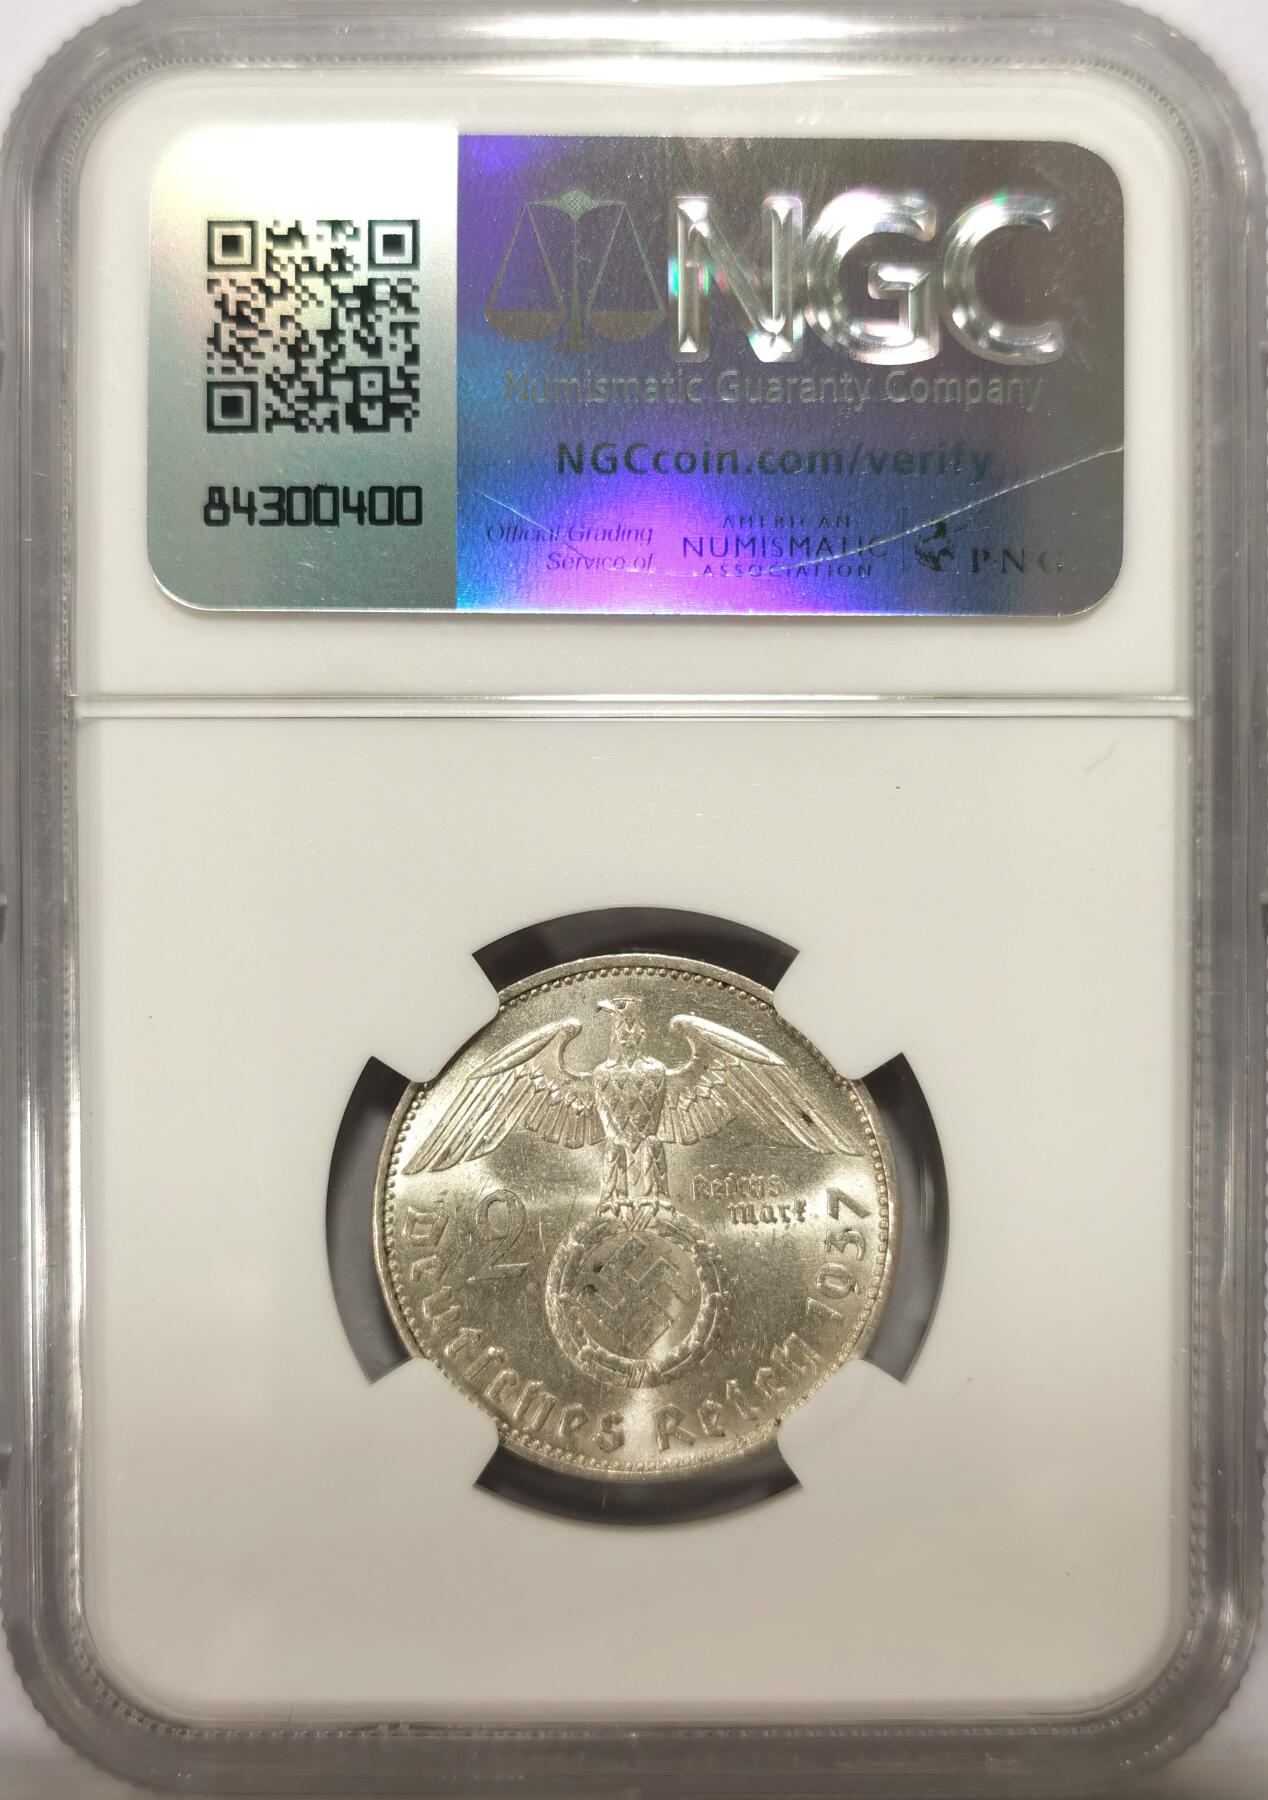 NGC
Numismatic Guaranty Company
NGCcoin.com/verify
84300400
Official Grading
Service of
AMERICAN
NUMISMATIC
ASSOCIATION
PNG
2
Reichs
mark
Deutsches Reich 1937